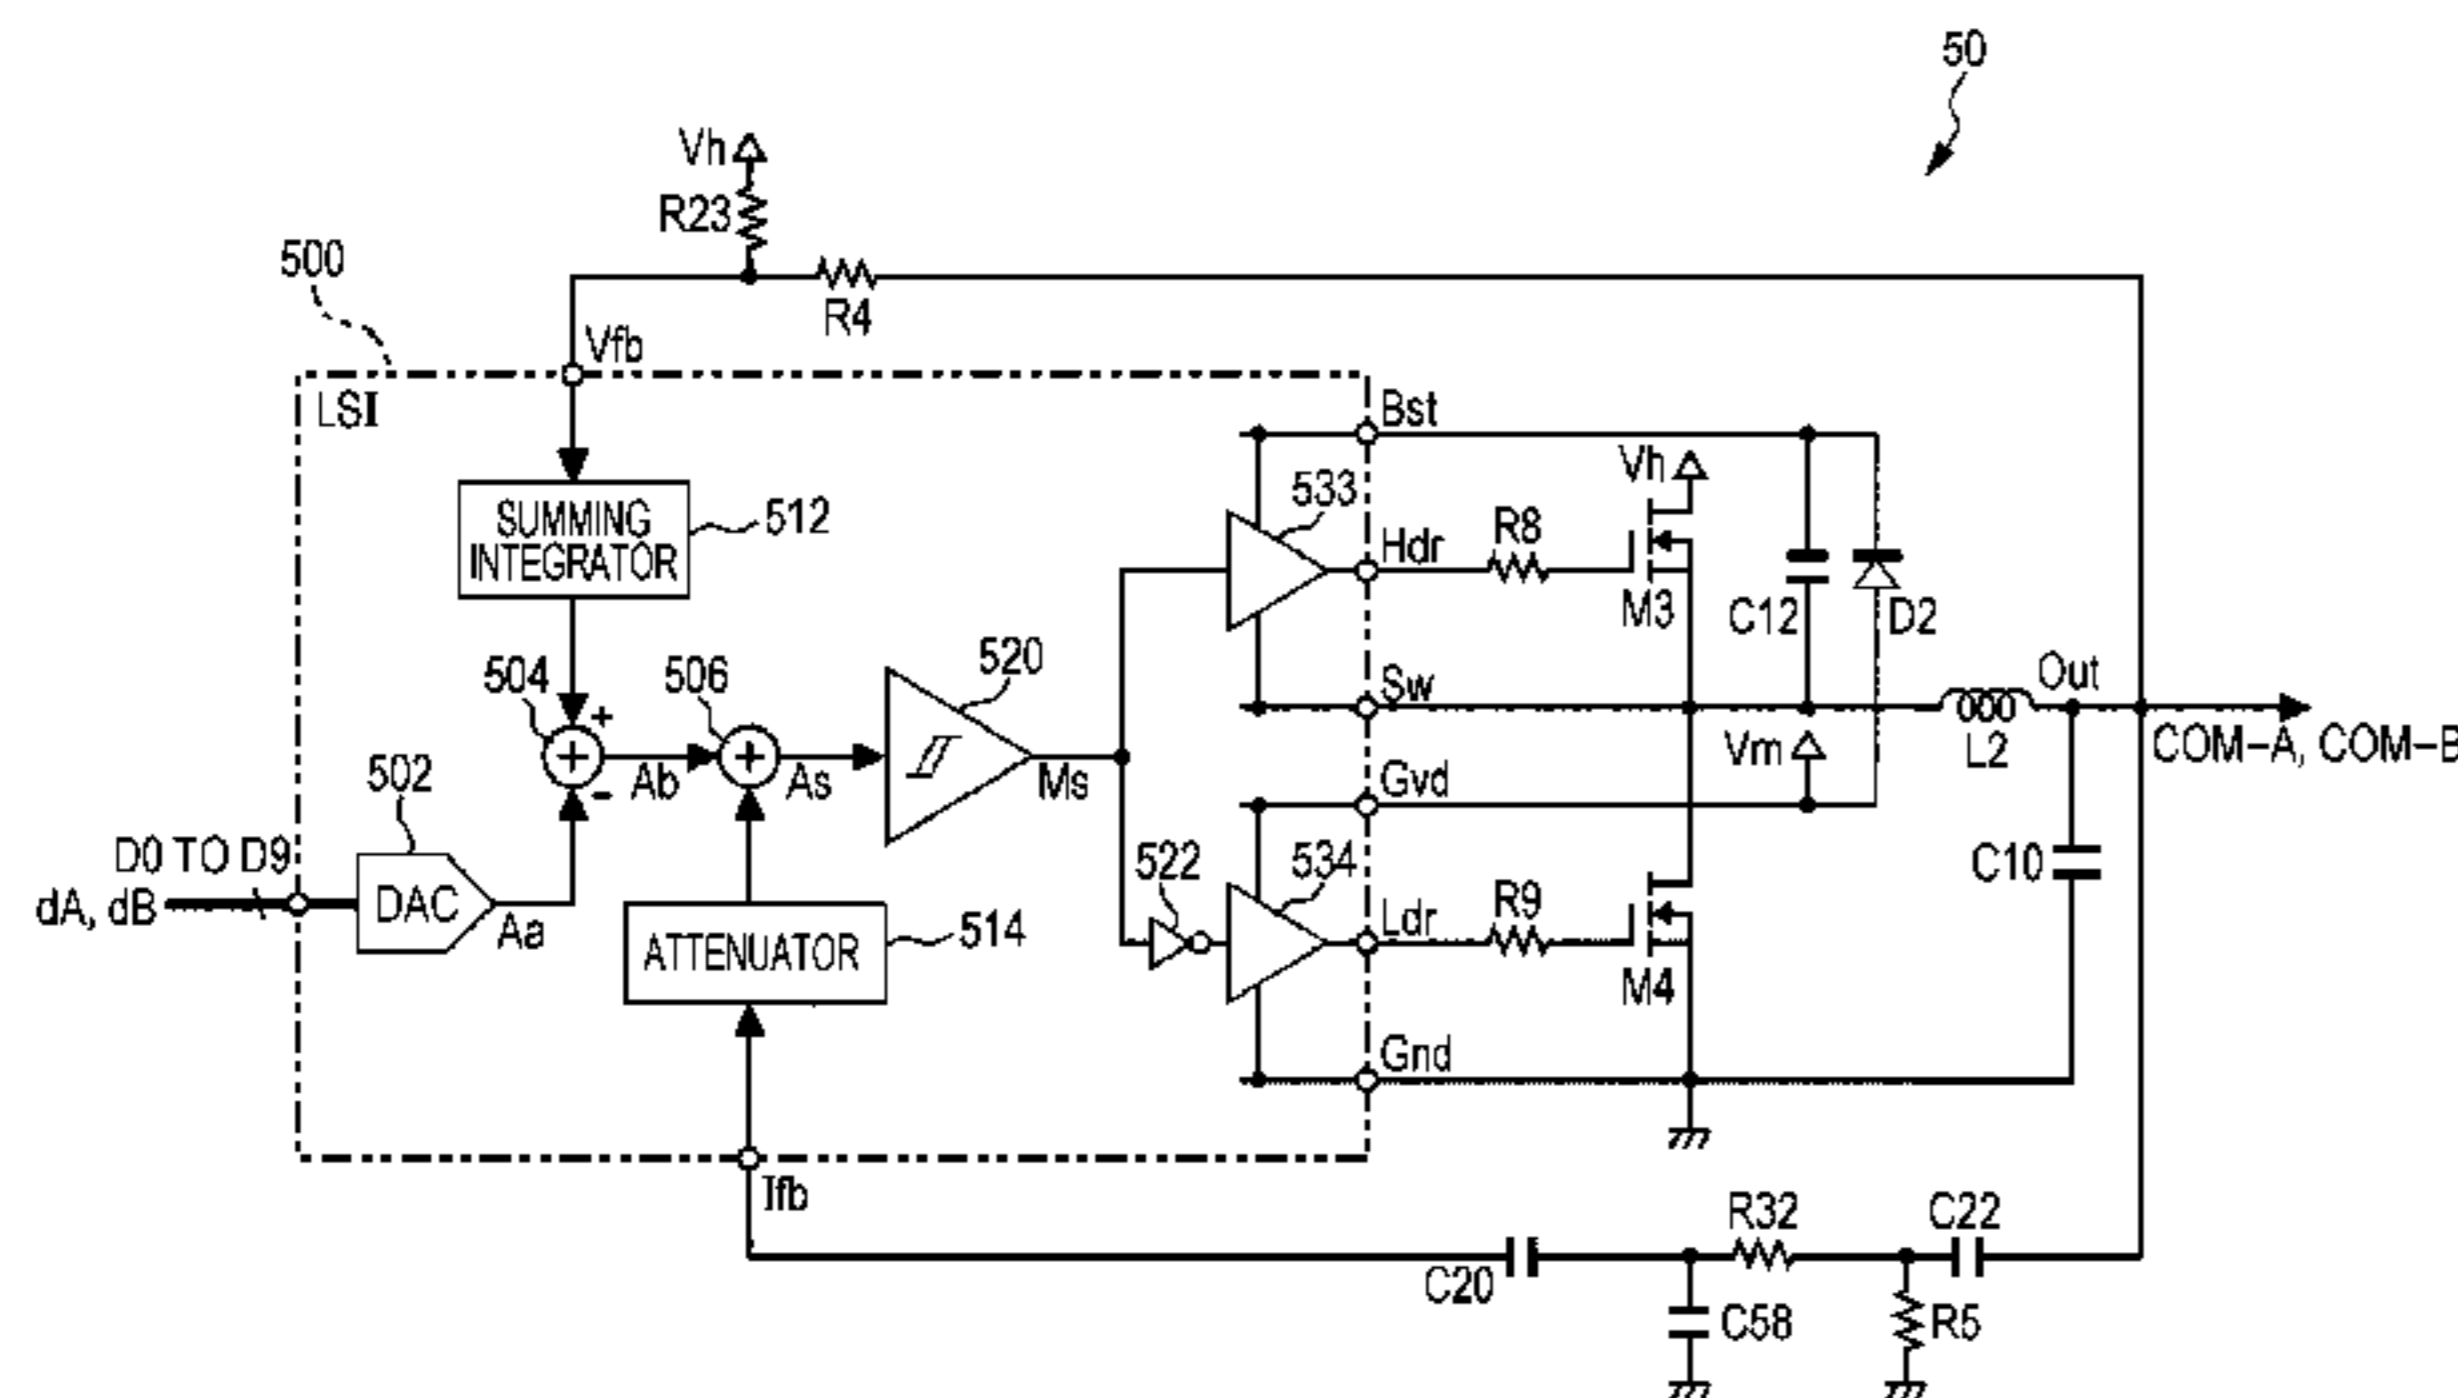 50
Vh
R23
500
R4
Vfb
LSI
Bst
Vh
533
SUMMING
INTEGRATOR
512
Hdr
R8
M3
C12
D2
504
506
520
Sw
Out
+
+
+
-
Ab
As
Ms
Vm
L2
COM-A, COM-B
502
Gvd
D0 TO D9
dA, dB
DAC
Aa
522
534
C10
ATTENUATOR
514
Ldr
R9
M4
Gnd
Ifb
R32
C22
C20
C58
R5